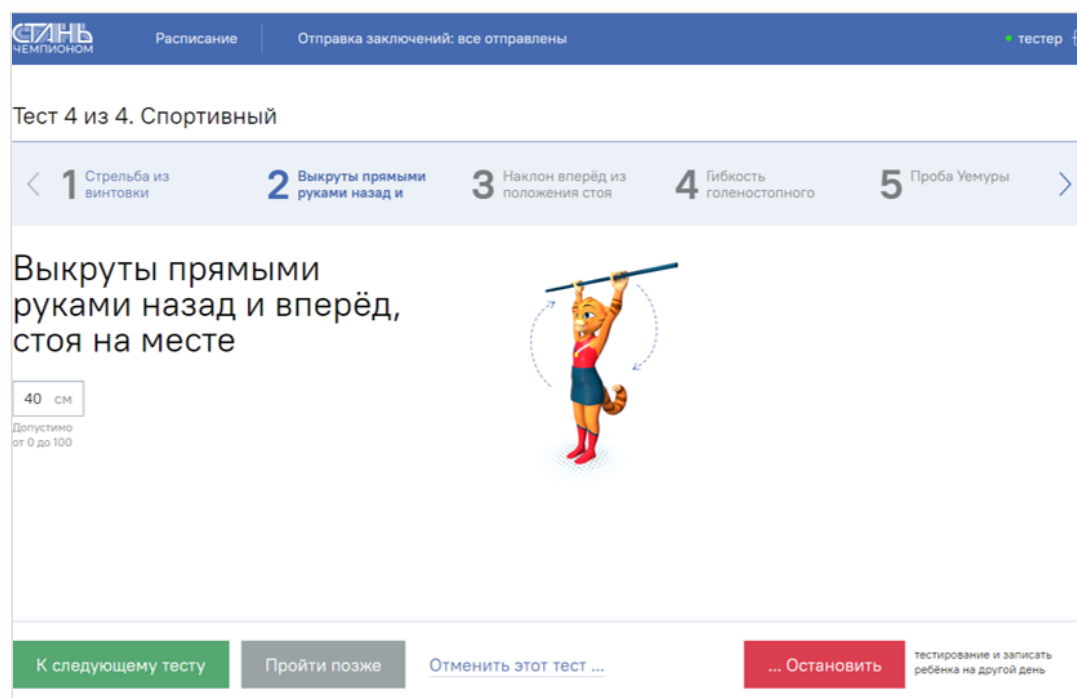 СТАНЬ
ЧЕМПИОНОМ
Расписание
Отправка заключений: все отправлены
тестер
Тест 4 из 4. Спортивный
1 Стрельба из
винтовки
2 Выкруты прямыми
руками назад и
3 Наклон вперёд из
положения стоя
4 Гибкость
голеностопного
5 Проба Уемуры
Выкруты прямыми
руками назад и вперёд,
стоя на месте
40 см
Допустимо
от 0 до 100
К следующему тесту
Пройти позже
Отменить этот тест ...
... Остановить
тестирование и записать
ребёнка на другой день